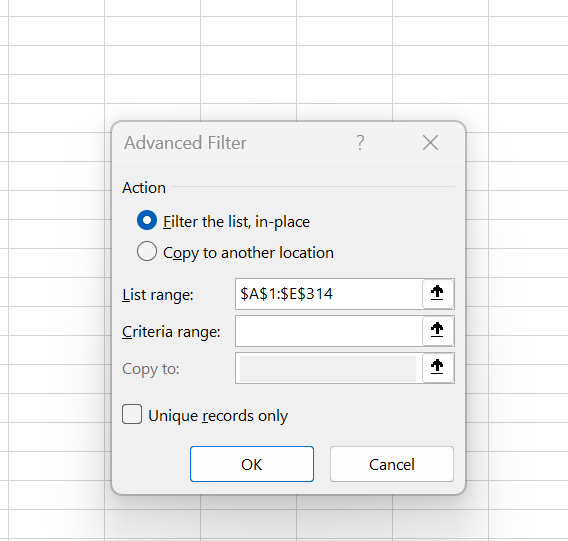 Advanced Filter ?
Action
Filter the list, in-place
Copy to another location
List range: $A$1:$E$314
Criteria range:
Copy to:
Unique records only
OK Cancel